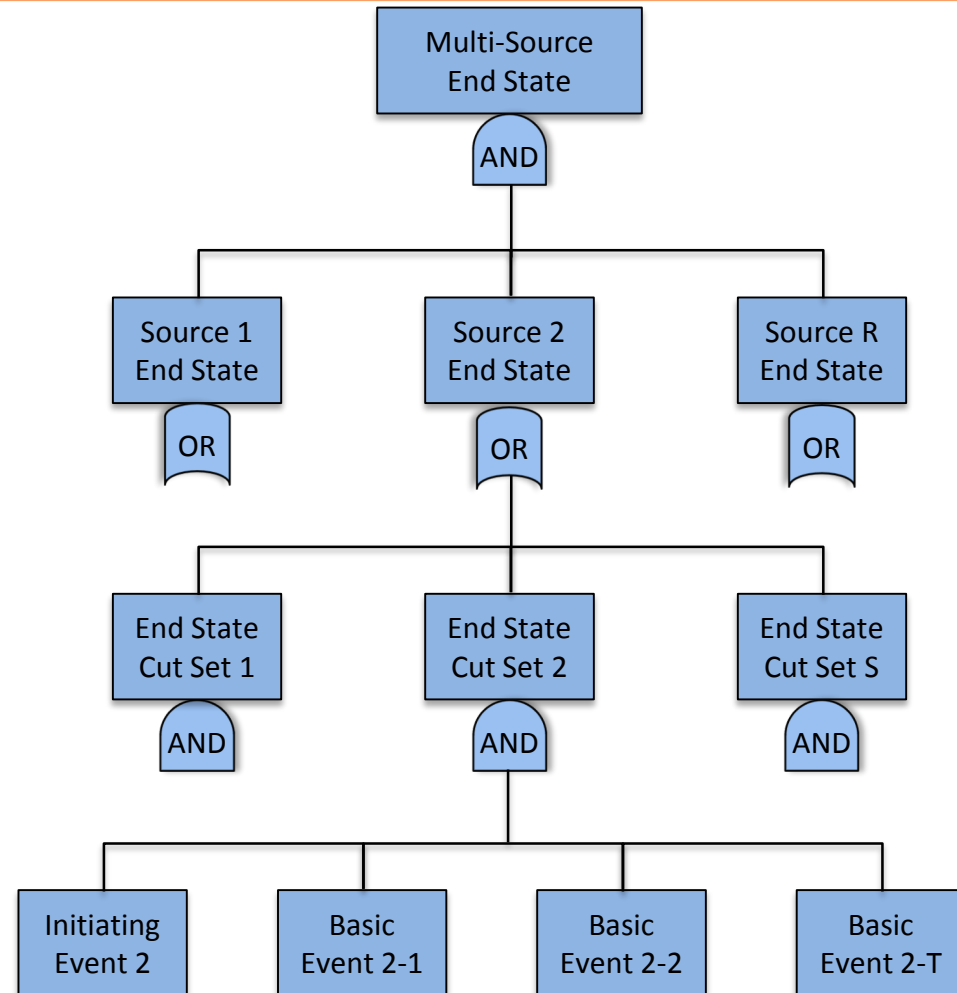 Multi-Source
End State
AND
Source 1
End State
Source 2
End State
Source R
End State
OR
OR
OR
End State
Cut Set 1
End State
Cut Set 2
End State
Cut Set S
AND
AND
AND
Initiating
Event 2
Basic
Event 2-1
Basic
Event 2-2
Basic
Event 2-T